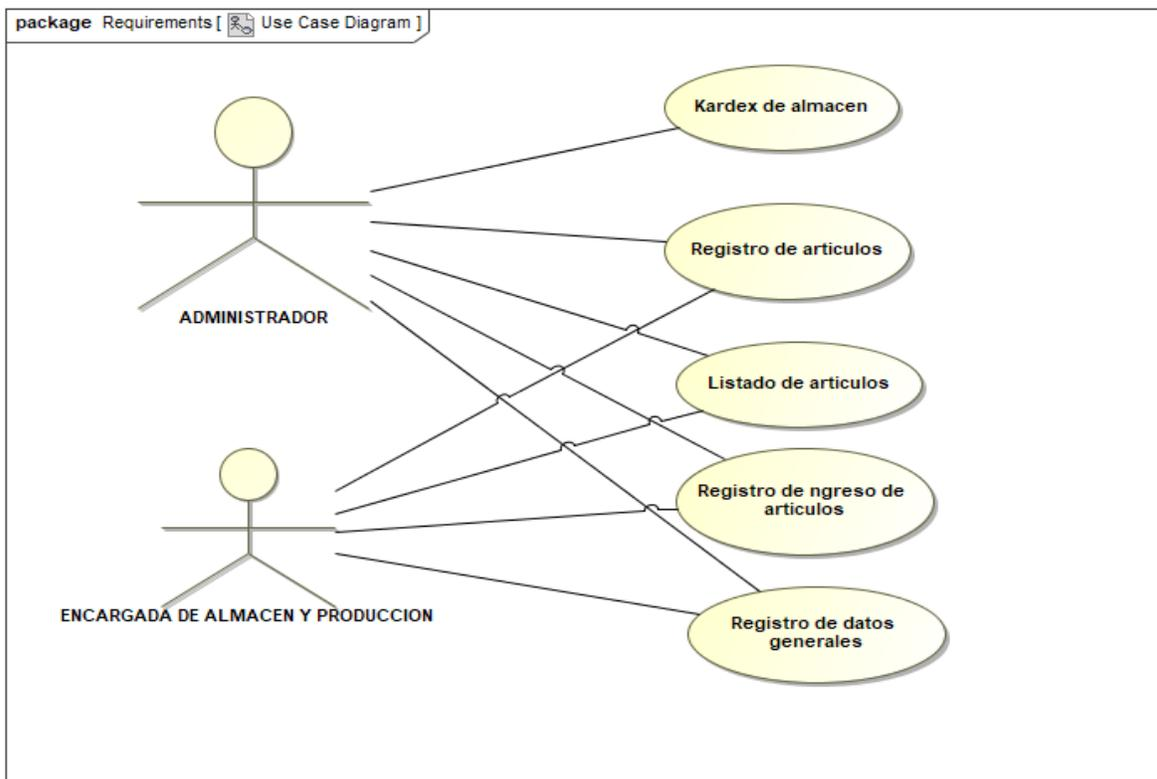 package Requirements [ Use Case Diagram ]
Kardex de almacen
Registro de articulos
ADMINISTRADOR
Listado de articulos
Registro de ngreso de
articulos
ENCARGADA DE ALMACEN Y PRODUCCION
Registro de datos
generales